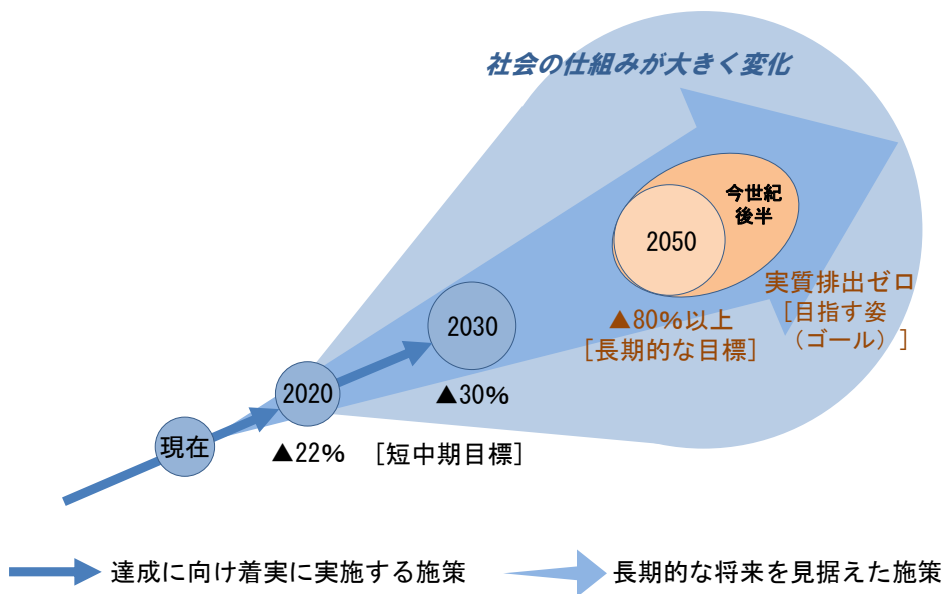 社会の仕組みが大きく変化
今世紀
後半
2050
実質排出ゼロ
[目指す姿
(ゴール)]
▲80%以上
[長期的な目標]
2030
▲30%
2020
▲22% [短中期目標]
現在
達成に向け着実に実施する施策
長期的な将来を見据えた施策